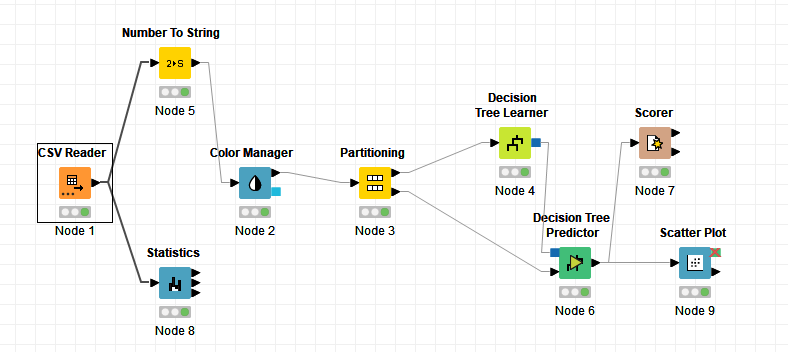 Number To String
2▸S
Node 5
CSV Reader
Node 1
Color Manager
Node 2
Partitioning
Node 3
Decision
Tree Learner
Node 4
Scorer
Node 7
Decision Tree
Predictor
Node 6
Scatter Plot
Node 9
Statistics
Node 8